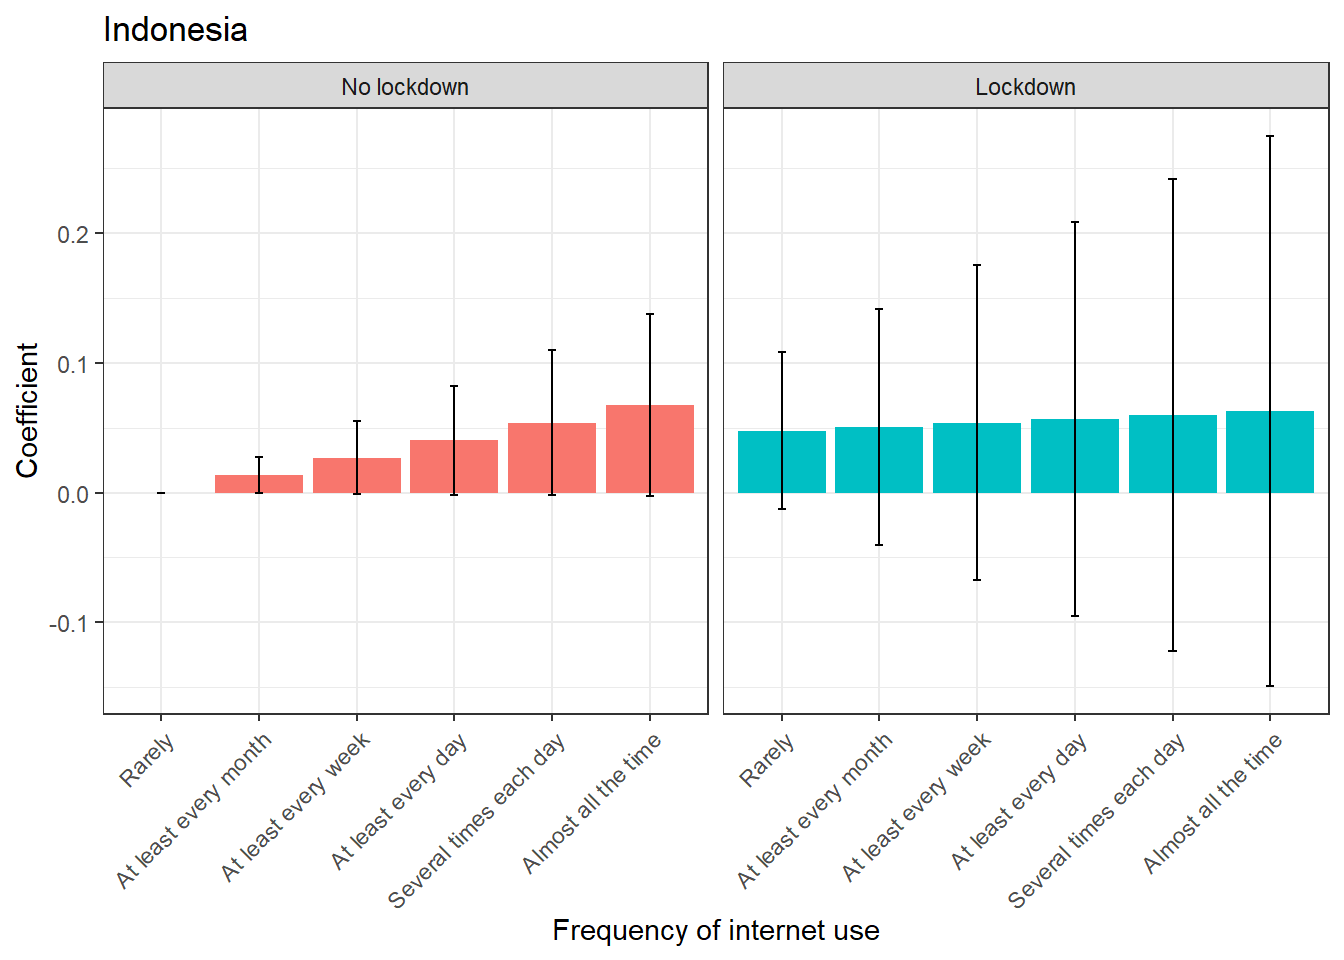 Indonesia
No lockdown
Lockdown
Coefficient
0.2
0.1
0.0
-0.1
Rarely
At least every month
At least every week
At least every day
Several times each day
Almost all the time
Rarely
At least every month
At least every week
At least every day
Several times each day
Almost all the time
Frequency of internet use